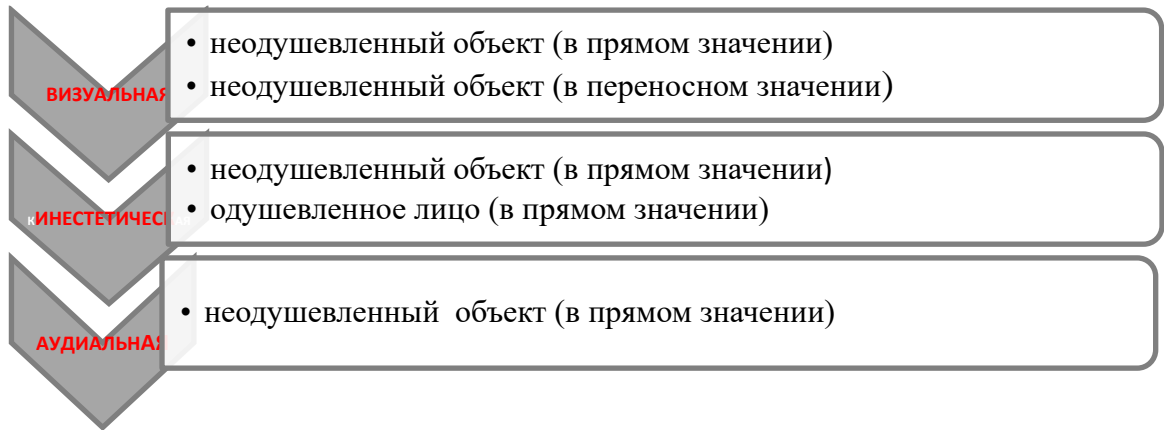 ВИЗУАЛЬНАЯ
• неодушевленный объект (в прямом значении)
• неодушевленный объект (в переносном значении)
кИНЕСТЕТИЧЕСК
• неодушевленный объект (в прямом значении)
• одушевленное лицо (в прямом значении)
АУДИАЛЬНАЯ
• неодушевленный объект (в прямом значении)